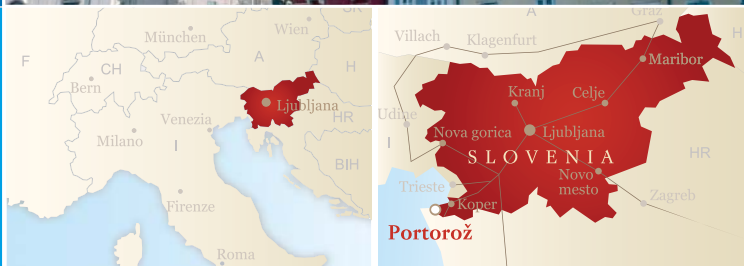 SR
München
Wien
F
A
CH
H
Bern
Ljubljana
HR
Venezia
Milano
I
BIH
Firenze
Roma
A
Graz
Villach
Klagenfurt
H
Maribor
Kranj
Celje
Udine
Nova gorica
Ljubljana
I
SLOVENIA
HR
Novo
mesto
Trieste
Zagreb
Koper
Portorož